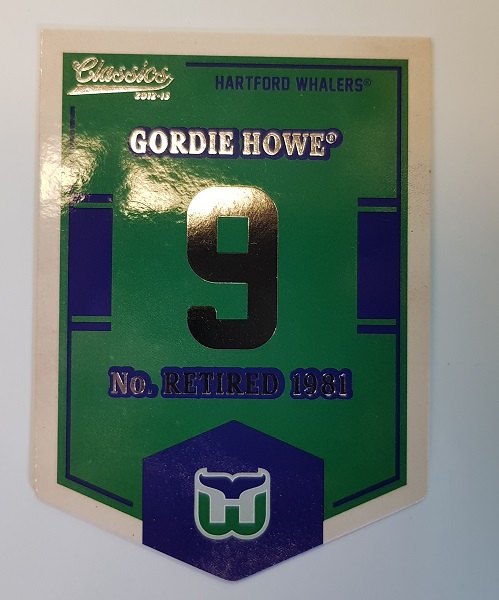 Classics
2012-13
HARTFORD WHALERS®
GORDIE HOWE®
9
No. RETIRED 1981